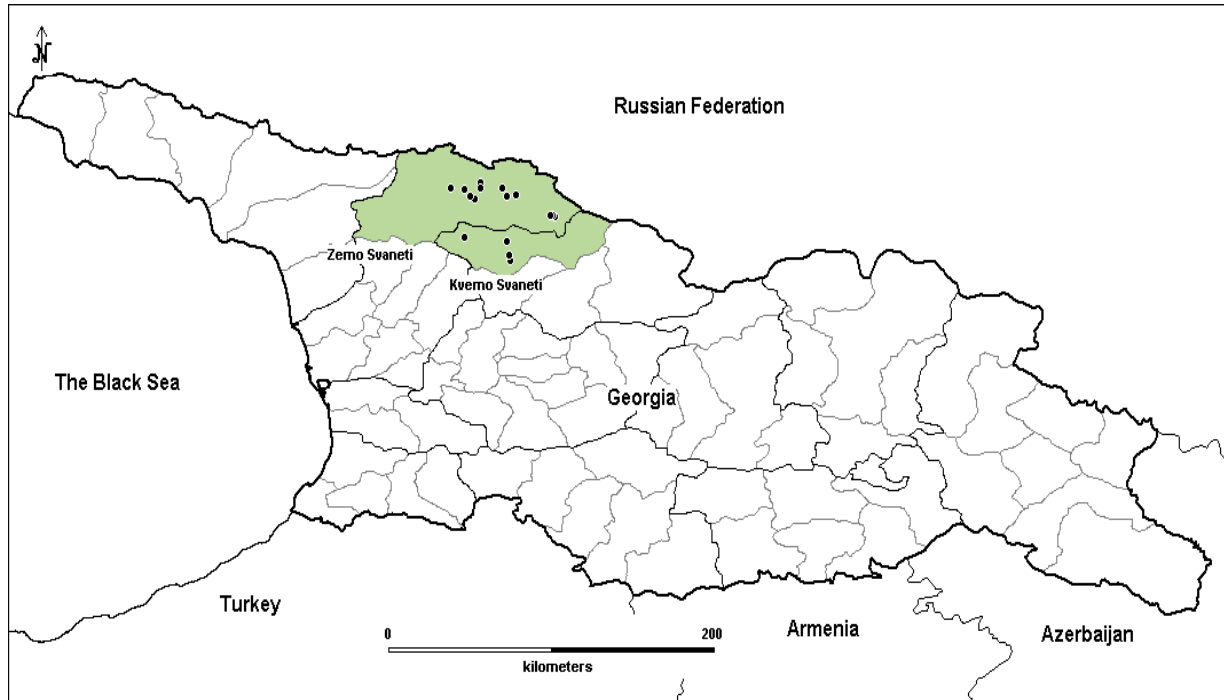 N
Russian Federation
Zemo Svaneti
Kvemo Svaneti
The Black Sea
Georgia
Turkey
0 200
kilometers
Armenia
Azerbaijan